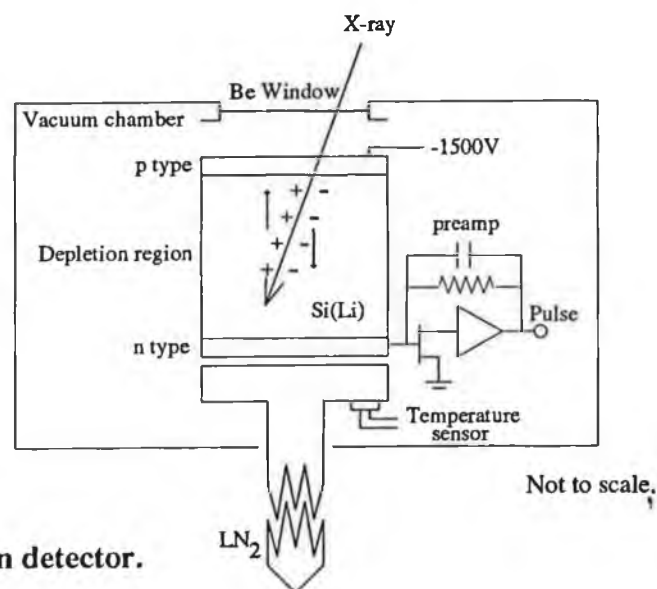 X-ray
Be Window
Vacuum chamber
p type
-1500V
+ -
+ -
+ -
+ -
preamp
Depletion region
Si(Li)
Pulse
n type
Temperature
sensor
Not to scale,
LN2
n detector.